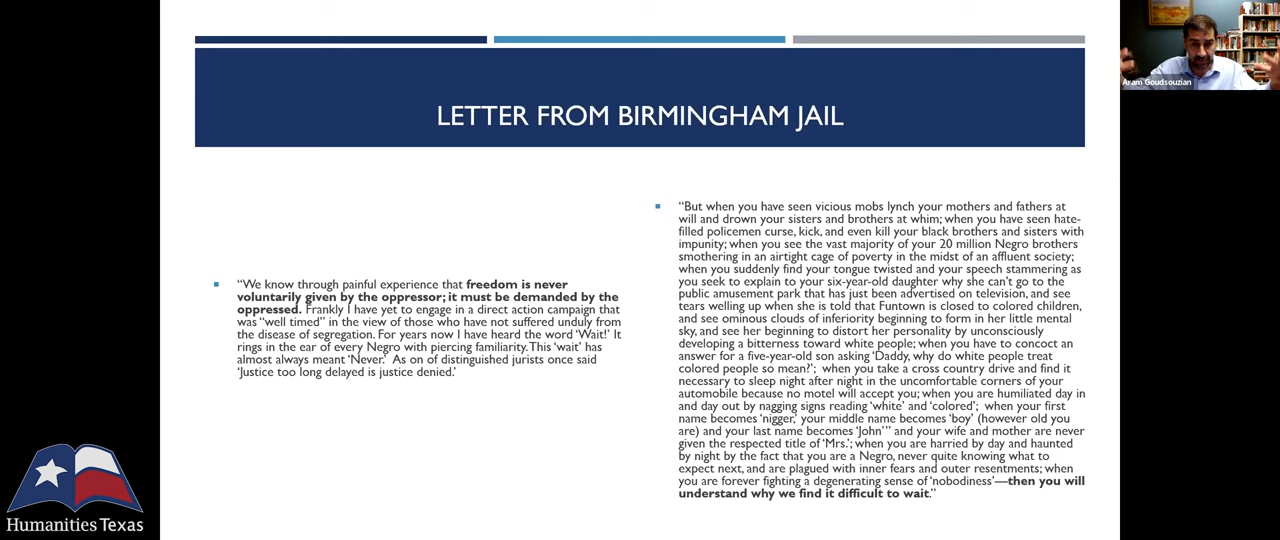 LETTER FROM BIRMINGHAM JAIL
“We know through painful experience that freedom is never
voluntarily given by the oppressor; it must be demanded by the
oppressed. Frankly I have yet to engage in a direct action campaign
that was “well timed” in the view of those who have not suffered unduly from
the disease of segregation. For years now I have heard the word ‘Wait!’ It
rings in the ear of every Negro with piercing familiarity. This ‘wait’ has
almost always meant ‘Never.’ As on of distinguished jurists once said
‘Justice too long delayed is justice denied.’
“But when you have seen vicious mobs lynch your mothers and fathers at
will and drown your sisters and brothers at whim; when you have seen hate-
filled policemen curse, kick, and even kill your black brothers and sisters with
impunity; when you see the vast majority of your 20 million Negro brothers
smothering in an airtight cage of poverty in the midst of an affluent society;
when you suddenly find your tongue twisted and your speech stammering as
you seek to explain to your six-year-old daughter why she can’t go to the
public amusement park that has just been advertised on television, and see
tears welling up when she is told that Funtown is closed to colored children,
and see ominous clouds of inferiority beginning to form in her little mental
sky, and see her beginning to distort her personality by unconsciously
developing a bitterness toward white people; when you have to concoct an
answer for a five-year-old son asking ‘Daddy, why do white people treat
colored people so mean?’; when you take a cross country drive and find it
necessary to sleep night after night in the uncomfortable corners of your
automobile because no motel will accept you; when you are humiliated day in
and day out by nagging signs reading ‘white’ and ‘colored’; when your first
name becomes ‘nigger,’ your middle name becomes ‘boy’ (however old you
are) and your last name becomes ‘John’” and your wife and mother are never
given the respected title of ‘Mrs.’; when you are harried by day and haunted
by night by the fact that you are a Negro, never quite knowing what to
expect next, and are plagued with inner fears and outer resentments; when
you are forever fighting a degenerating sense of ‘nobodiness’—then you will
understand why we find it difficult to wait.”
Aram Goudsouzian
Humanities Texas